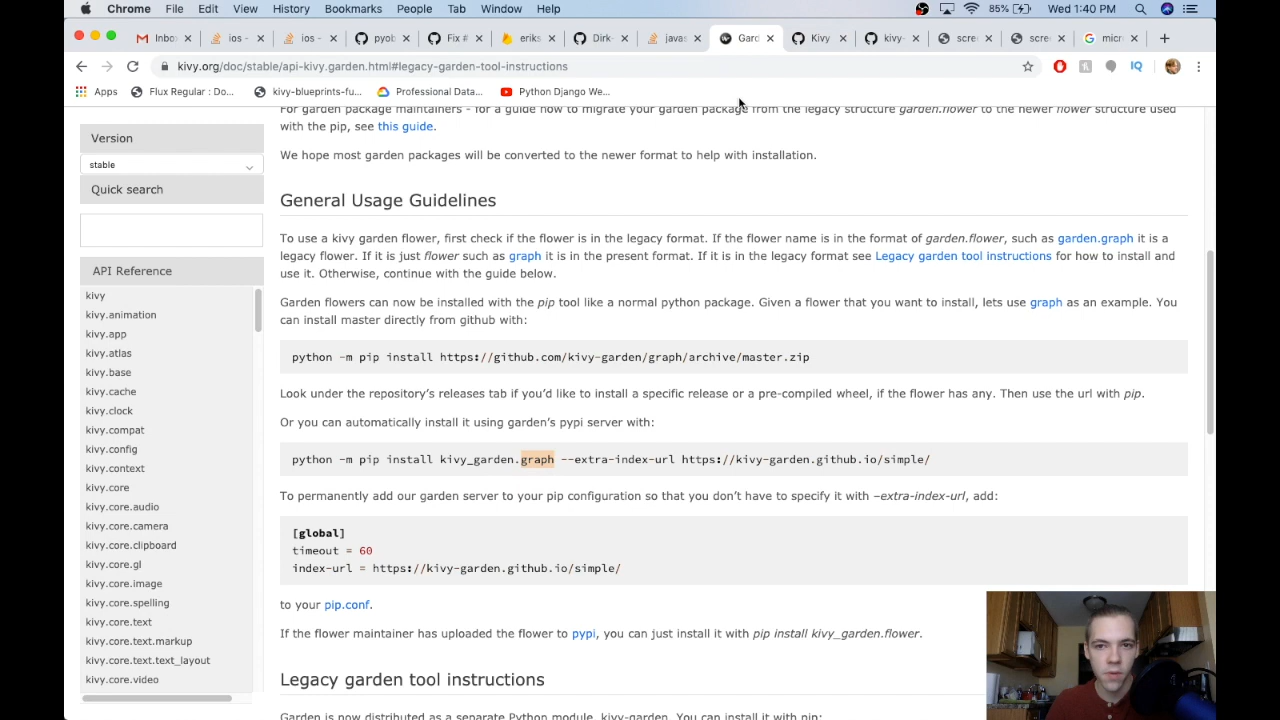 Chrome File Edit View History Bookmarks People Tab Window Help 85% Wed 1:40 PM
Inbo ios - ios - pyob Fix # eriks Dirk- javas Gard Kivy kivy- scre scre micr
kivy.org/doc/stable/api-kivy.garden.html#legacy-garden-tool-instructions
Apps Flux Regular : Do... kivy-blueprints-fu... Professional Data... Python Django We...
For garden package maintainers - for a guide how to migrate your garden package from the legacy structure garden.flower to the newer flower structure used
with the pip, see this guide.
We hope most garden packages will be converted to the newer format to help with installation.
Version
stable
Quick search
API Reference
kivy
kivy.animation
kivy.app
kivy.atlas
kivy.base
kivy.cache
kivy.clock
kivy.compat
kivy.config
kivy.context
kivy.core
kivy.core.audio
kivy.core.camera
kivy.core.clipboard
kivy.core.gl
kivy.core.image
kivy.core.spelling
kivy.core.text
kivy.core.text.markup
kivy.core.text.text_layout
kivy.core.video
General Usage Guidelines
To use a kivy garden flower, first check if the flower is in the legacy format. If the flower name is in the format of garden.flower, such as garden.graph it is a
legacy flower. If it is just flower such as graph it is in the present format. If it is in the legacy format see Legacy garden tool instructions for how to install and
use it. Otherwise, continue with the guide below.
Garden flowers can now be installed with the pip tool like a normal python package. Given a flower that you want to install, lets use graph as an example. You
can install master directly from github with:
python -m pip install https://github.com/kivy-garden/graph/archive/master.zip
Look under the repository's releases tab if you'd like to install a specific release or a pre-compiled wheel, if the flower has any. Then use the url with pip.
Or you can automatically install it using garden's pypi server with:
python -m pip install kivy_garden.graph --extra-index-url https://kivy-garden.github.io/simple/
To permanently add our garden server to your pip configuration so that you don't have to specify it with –extra-index-url, add:
[global]
timeout = 60
index-url = https://kivy-garden.github.io/simple/
to your pip.conf.
If the flower maintainer has uploaded the flower to pypi, you can just install it with pip install kivy_garden.flower.
Legacy garden tool instructions
Garden is now distributed as a separate Python module, kivy-garden. You can install it with pip: